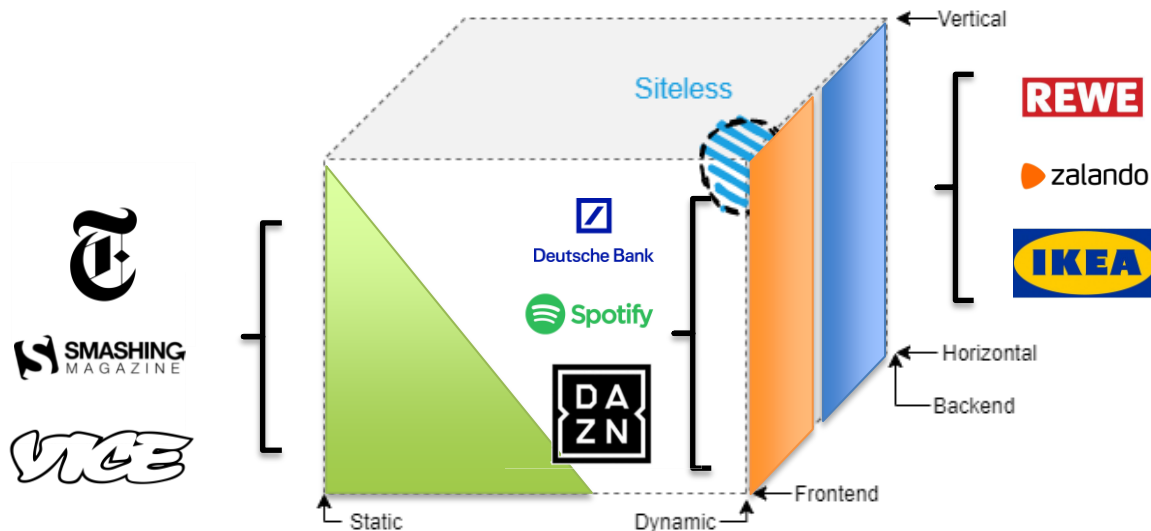 Vertical
Siteless
REWE
zalando
IKEA
Deutsche Bank
Spotify
SMASHING
MAGAZINE
DA
ZN
VICE
Horizontal
Backend
Frontend
Static
Dynamic